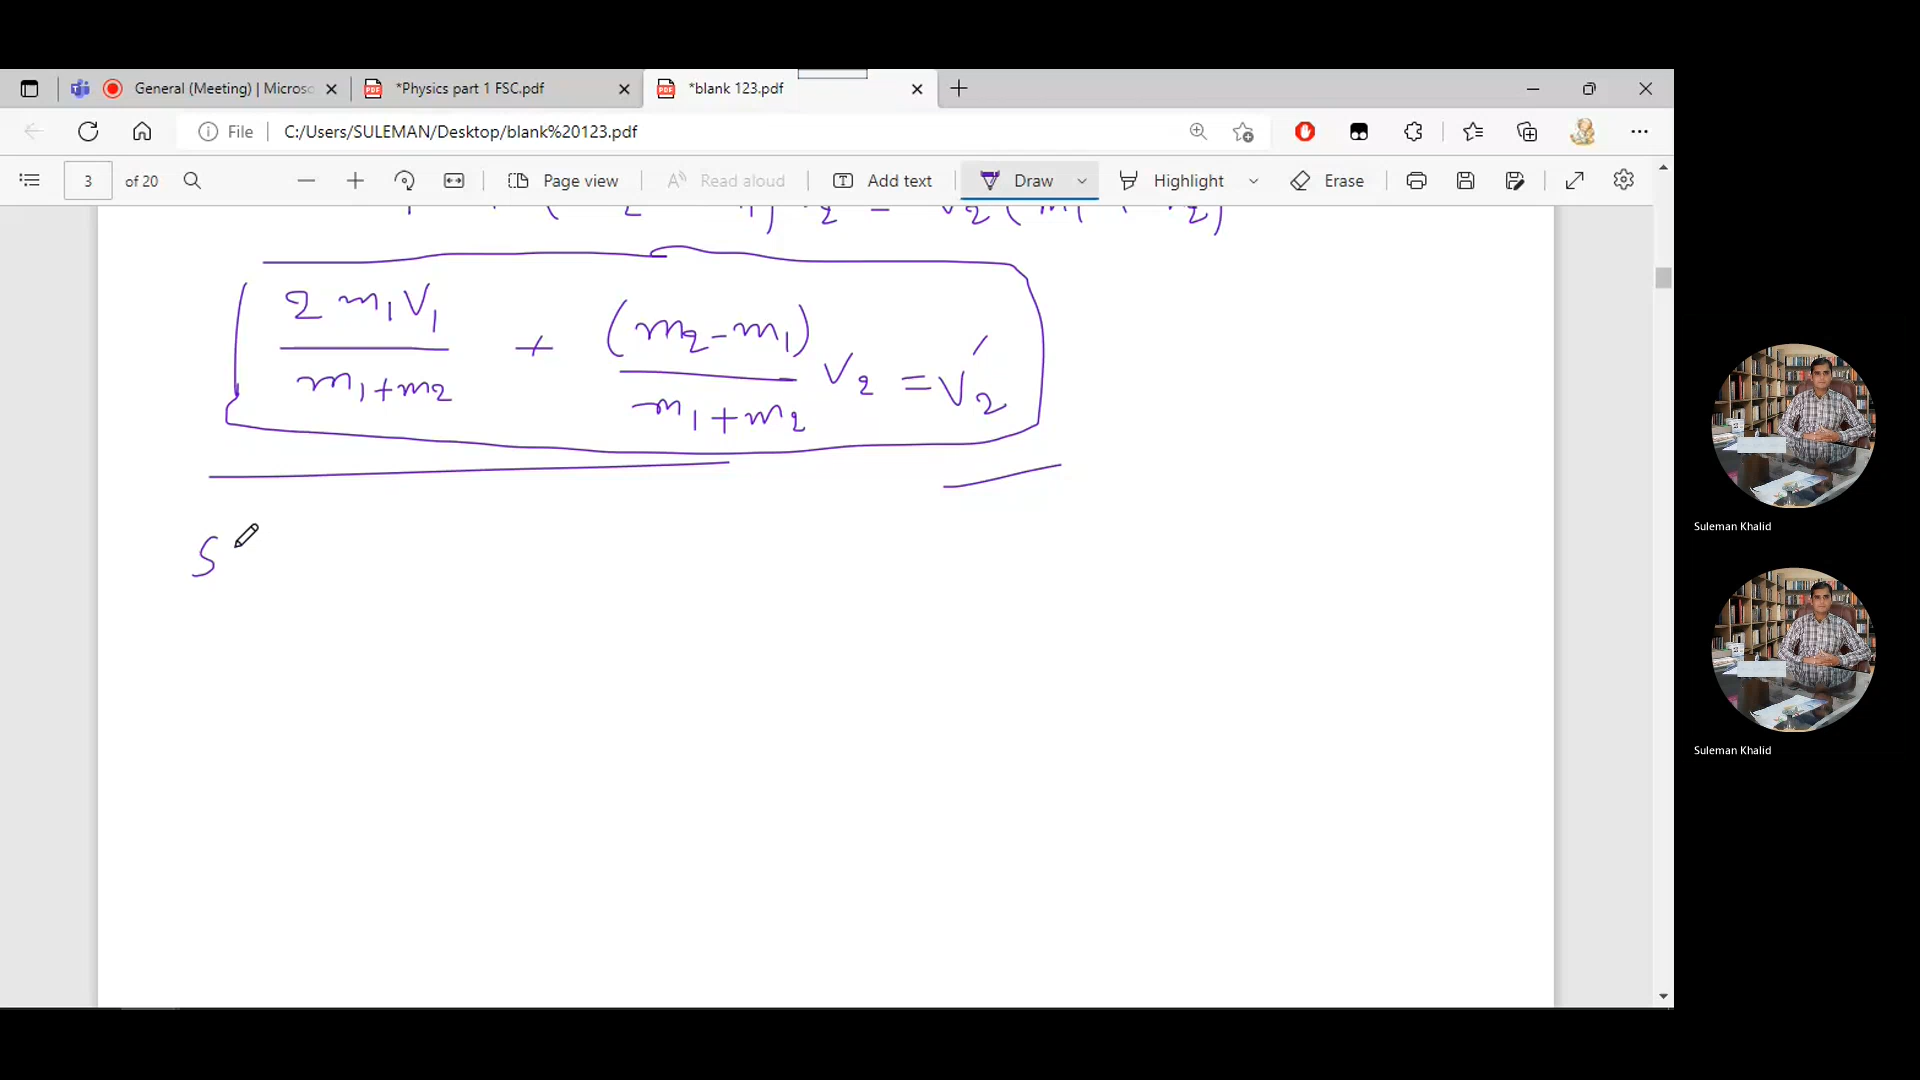 General (Meeting) | Microso
*Physics part 1 FSC.pdf
*blank 123.pdf
File
C:/Users/SULEMAN/Desktop/blank%20123.pdf
3 of 20
Page view
Read aloud
Add text
Draw
Highlight
Erase
2 m₁V₁ / m₁+m₂ + (m₂-m₁) / m₁+m₂ V₂ = V₂′
S
Suleman Khalid
Suleman Khalid